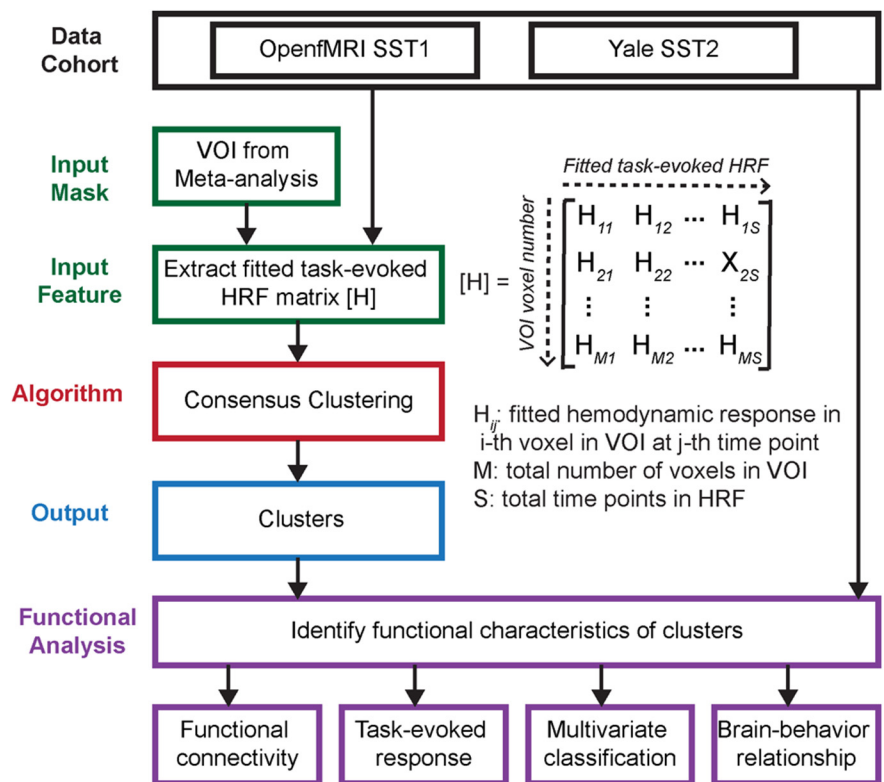 Data
Cohort
OpenfMRI SST1
Yale SST2
Input
Mask
VOI from
Meta-analysis
Input
Feature
Extract fitted task-evoked
HRF matrix [H]
[H] =
Fitted task-evoked HRF
VOI voxel number
H11 H12 ... H1S
H21 H22 ... X2S
⋮ ⋮ ⋮
HM1 HM2 ... HMS
Hij: fitted hemodynamic response in
i-th voxel in VOI at j-th time point
M: total number of voxels in VOI
S: total time points in HRF
Algorithm
Consensus Clustering
Output
Clusters
Functional
Analysis
Identify functional characteristics of clusters
Functional
connectivity
Task-evoked
response
Multivariate
classification
Brain-behavior
relationship